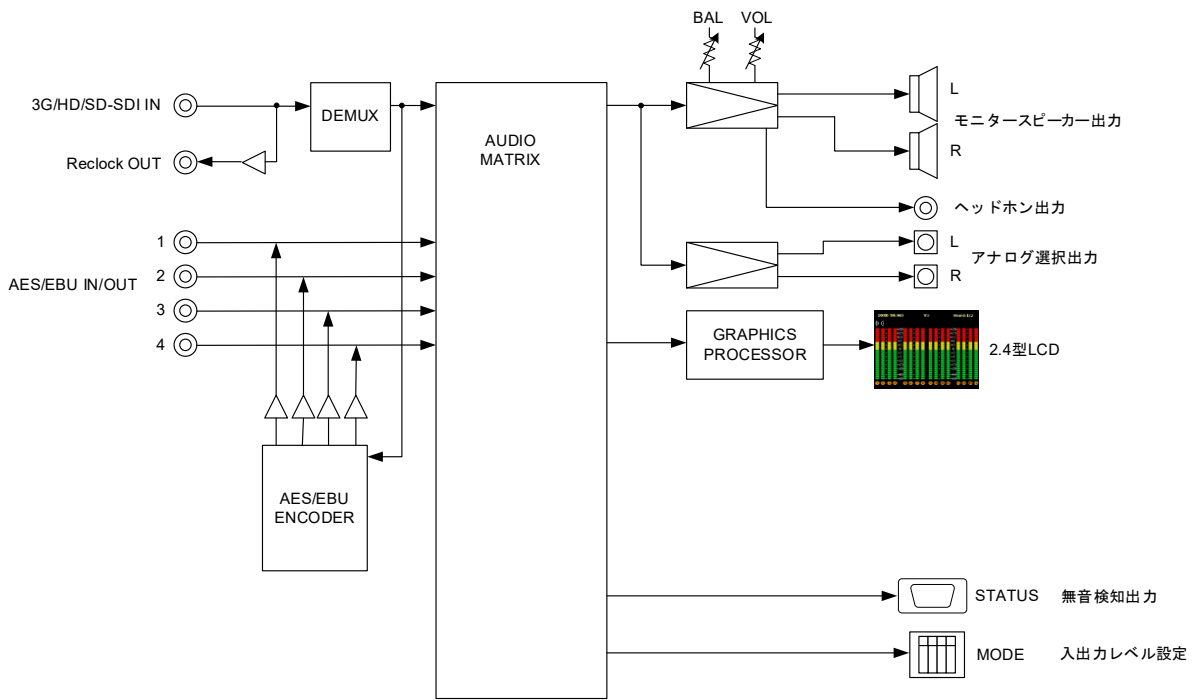 BAL VOL
3G/HD/SD-SDI IN
DEMUX
Reclock OUT
AUDIO
MATRIX
L
モニタースピーカー出力
R
ヘッドホン出力
1
2
AES/EBU IN/OUT
3
4
L
アナログ選択出力
R
GRAPHICS
PROCESSOR
2.4型LCD
AES/EBU
ENCODER
STATUS 無音検知出力
MODE 入出力レベル設定